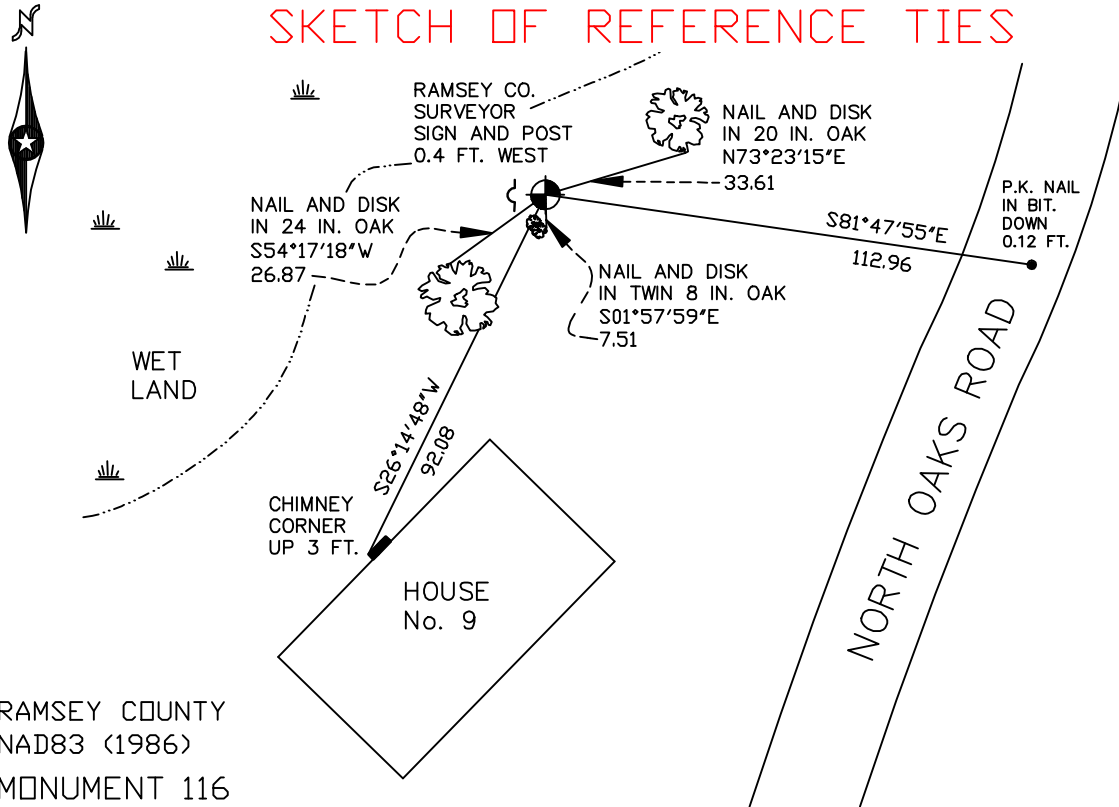 N
SKETCH OF REFERENCE TIES
RAMSEY CO.
SURVEYOR
SIGN AND POST
0.4 FT. WEST
NAIL AND DISK
IN 20 IN. OAK
N73°23'15"E
33.61
NAIL AND DISK
IN 24 IN. OAK
S54°17'18"W
26.87
P.K. NAIL
IN BIT.
DOWN
0.12 FT.
S81°47'55"E
112.96
NAIL AND DISK
IN TWIN 8 IN. OAK
S01°57'59"E
7.51
WET
LAND
S26°14'48"W
92.08
NORTH OAKS ROAD
CHIMNEY
CORNER
UP 3 FT.
HOUSE
No. 9
RAMSEY COUNTY
NAD83 (1986)
MONUMENT 116